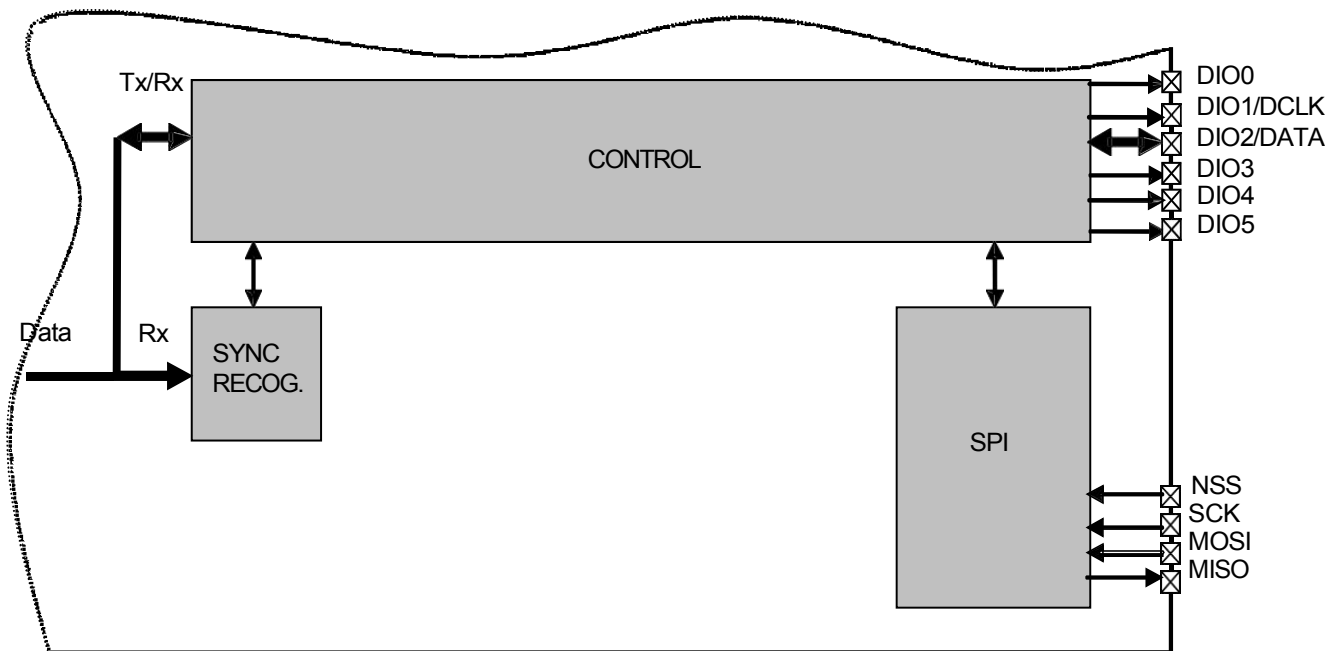 Tx/Rx
DIO0
DIO1/DCLK
DIO2/DATA
CONTROL
DIO3
DIO4
DIO5
Data
Rx
SYNC
RECOG.
SPI
NSS
SCK
MOSI
MISO